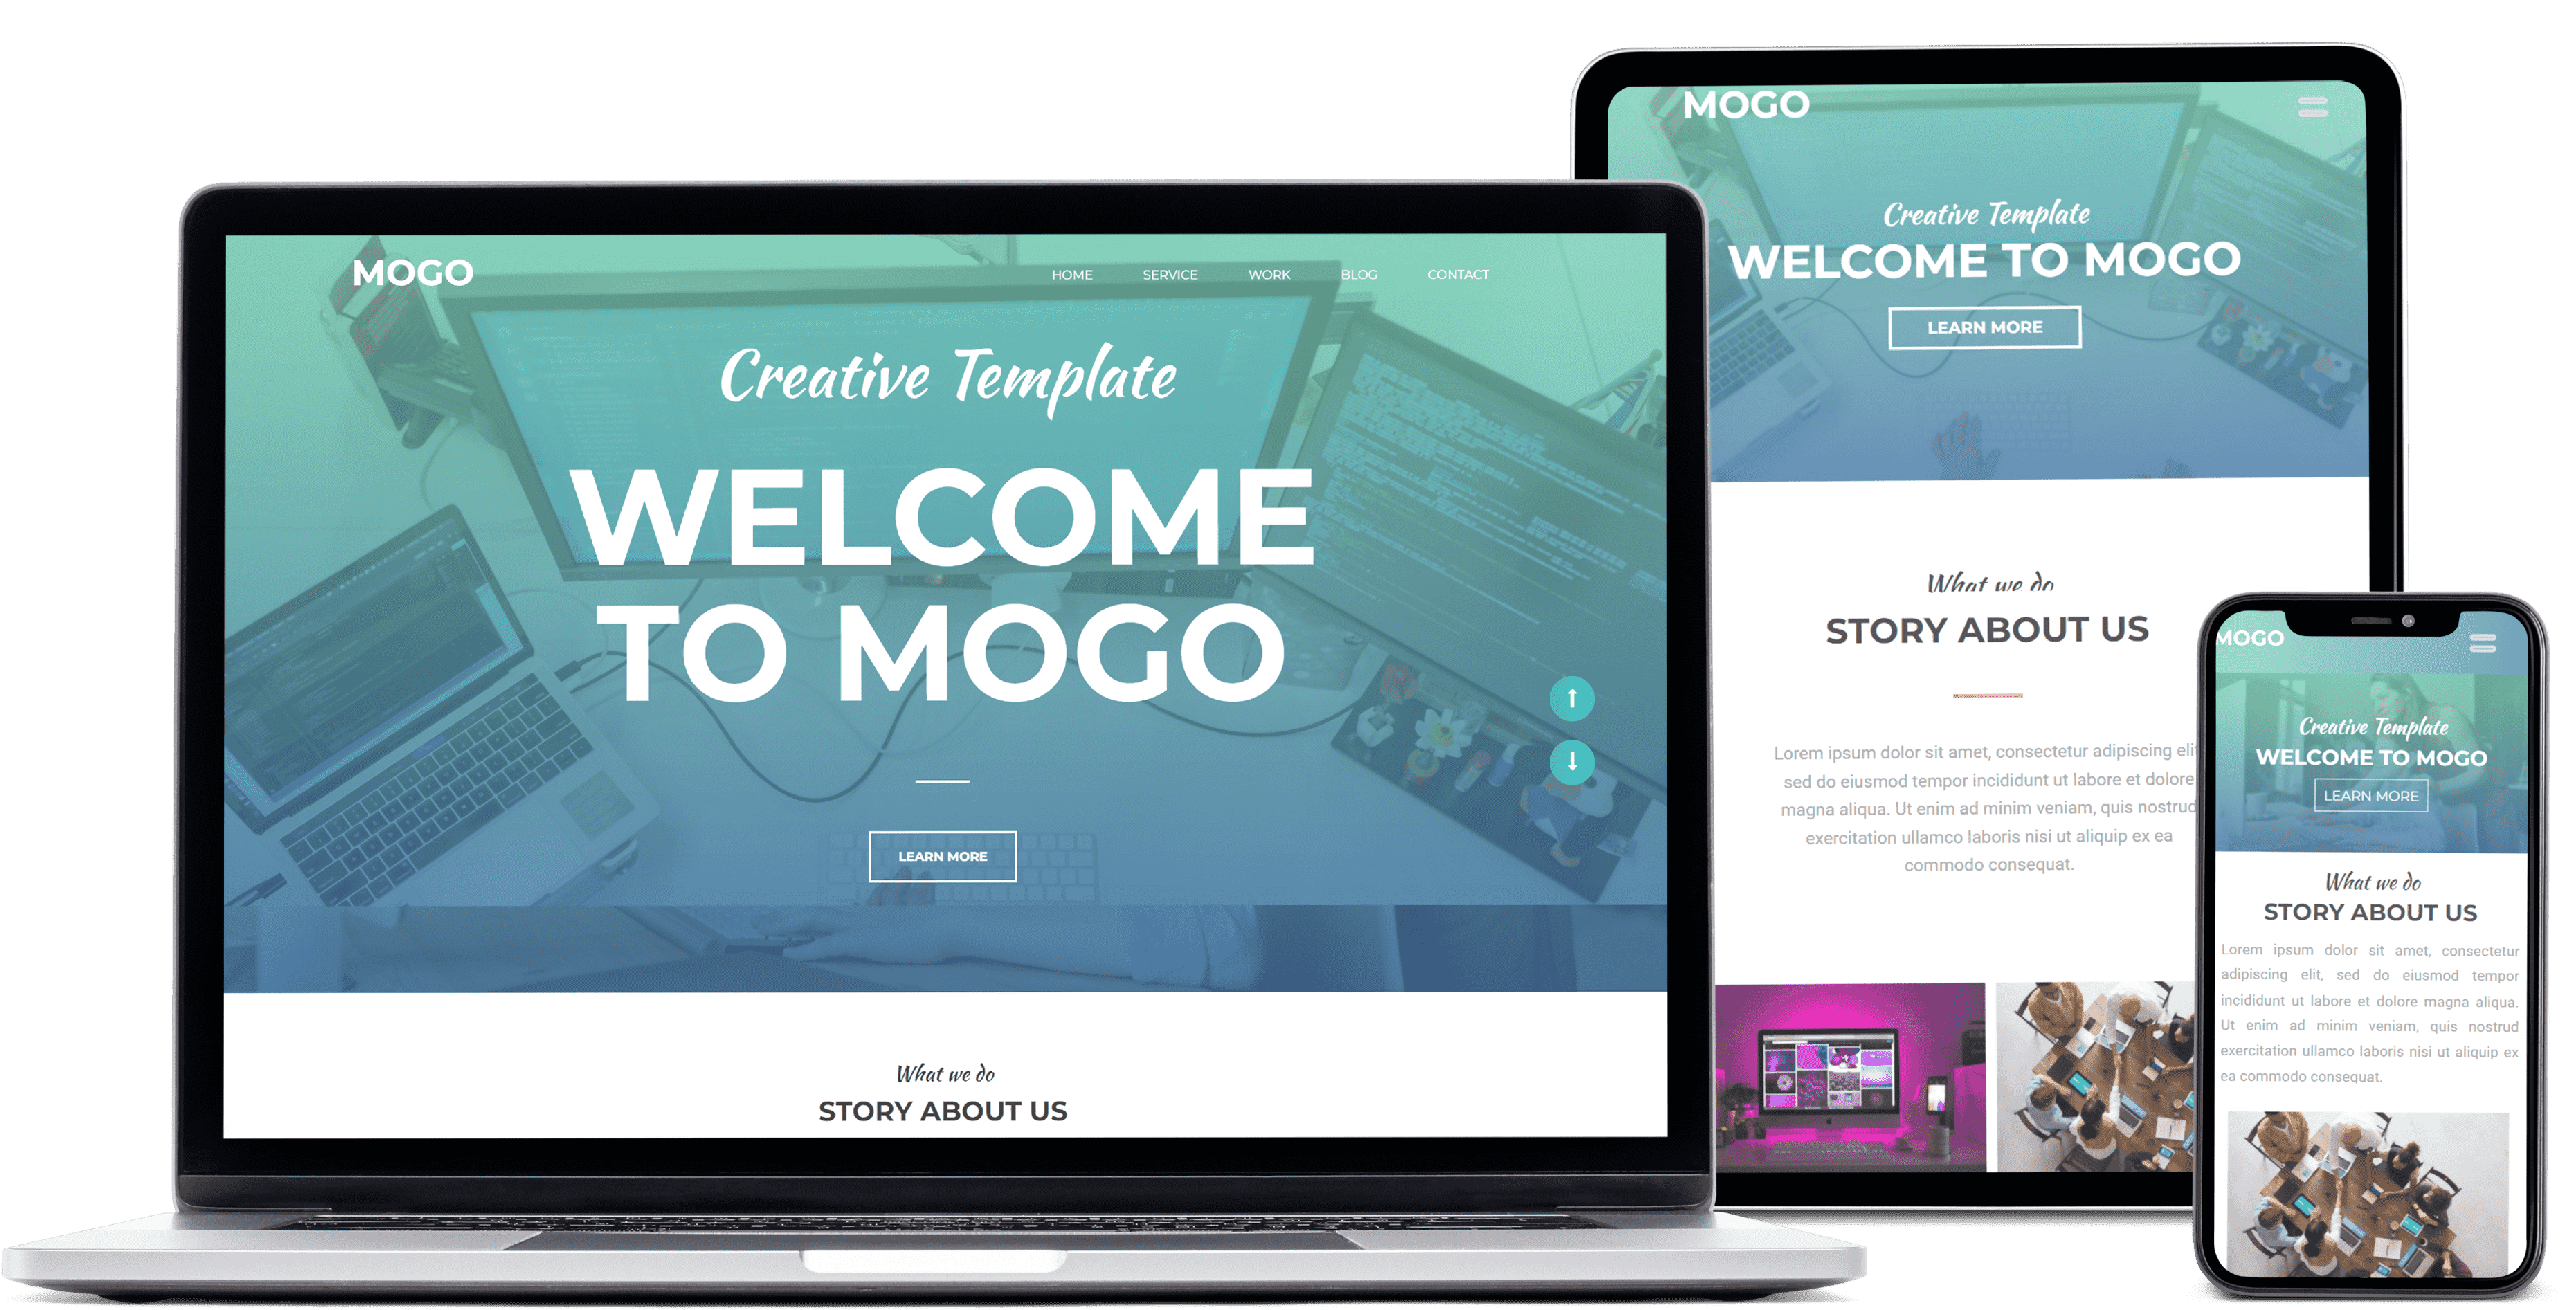 MOGO
HOME SERVICE WORK BLOG CONTACT
Creative Template
WELCOME
TO MOGO
LEARN MORE
What we do
STORY ABOUT US
MOGO
Creative Template
WELCOME TO MOGO
LEARN MORE
What we do
STORY ABOUT US
Lorem ipsum dolor sit amet, consectetur adipiscing elit
sed do eiusmod tempor incididunt ut labore et dolore
magna aliqua. Ut enim ad minim veniam, quis nostrud
exercitation ullamco laboris nisi ut aliquip ex ea
commodo consequat.
MOGO
Creative Template
WELCOME TO MOGO
LEARN MORE
What we do
STORY ABOUT US
Lorem ipsum dolor sit amet, consectetur
adipiscing elit, sed do eiusmod tempor
incididunt ut labore et dolore magna aliqua.
Ut enim ad minim veniam, quis nostrud
exercitation ullamco laboris nisi ut aliquip ex
ea commodo consequat.